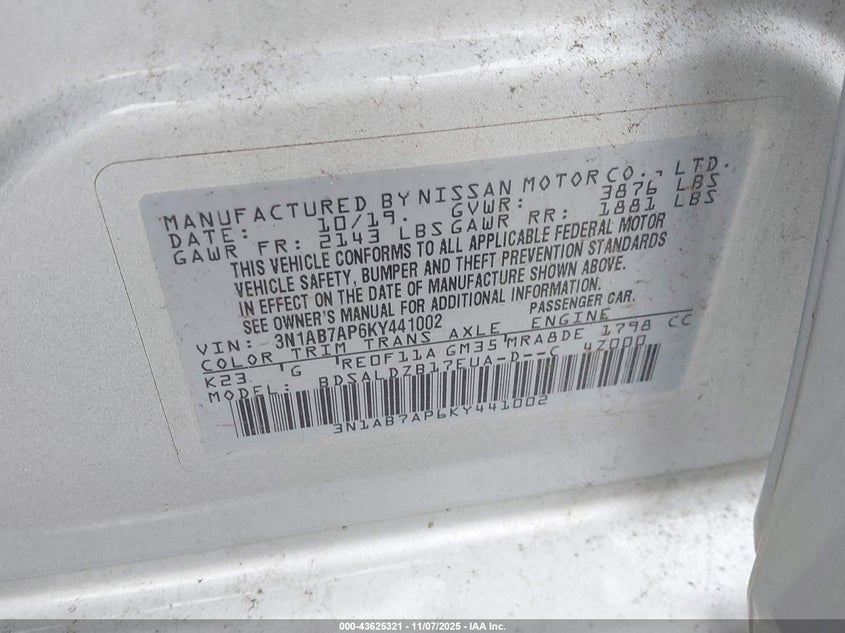 MANUFACTURED BY NISSAN MOTOR CO., LTD.
DATE: 10/19. GVWR: 3876 LBS
GAWR FR: 2143 LBS GAWR RR: 1881 LBS
THIS VEHICLE CONFORMS TO ALL APPLICABLE FEDERAL MOTOR
VEHICLE SAFETY, BUMPER AND THEFT PREVENTION STANDARDS
IN EFFECT ON THE DATE OF MANUFACTURE SHOWN ABOVE.
SEE OWNER'S MANUAL FOR ADDITIONAL INFORMATION.
PASSENGER CAR.
VIN: 3N1AB7AP6KY441002
COLOR TRIM TRANS AXLE ENGINE
K23 G RE0F11A GM35 MRA8DE 1798 CC
MODEL: BDSALDZB17EUA-D--C 47000
3N1AB7AP6KY441002
000-43625321 — 11/07/2025 — IAA Inc.